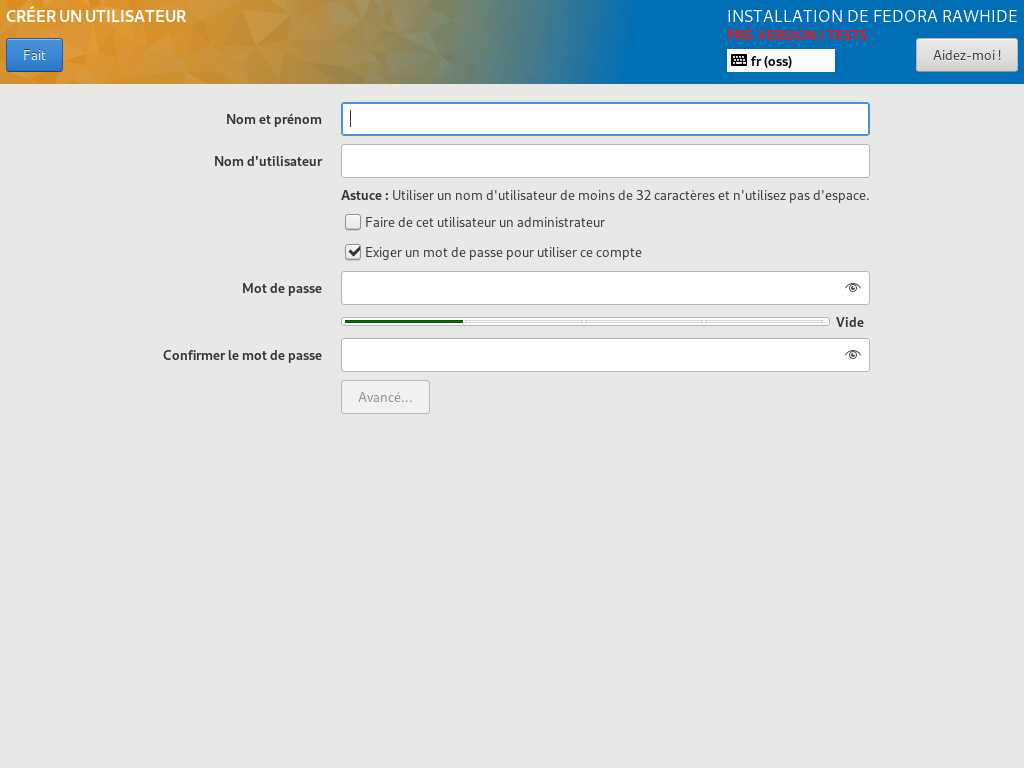 CRÉER UN UTILISATEUR
INSTALLATION DE FEDORA RAWHIDE
PRÉ-VERSION / TESTS
Fait
fr (oss)
Aidez-moi !
Nom et prénom
Nom d'utilisateur
Astuce : Utiliser un nom d'utilisateur de moins de 32 caractères et n'utilisez pas d'espace.
Faire de cet utilisateur un administrateur
Exiger un mot de passe pour utiliser ce compte
Mot de passe
Vide
Confirmer le mot de passe
Avancé...